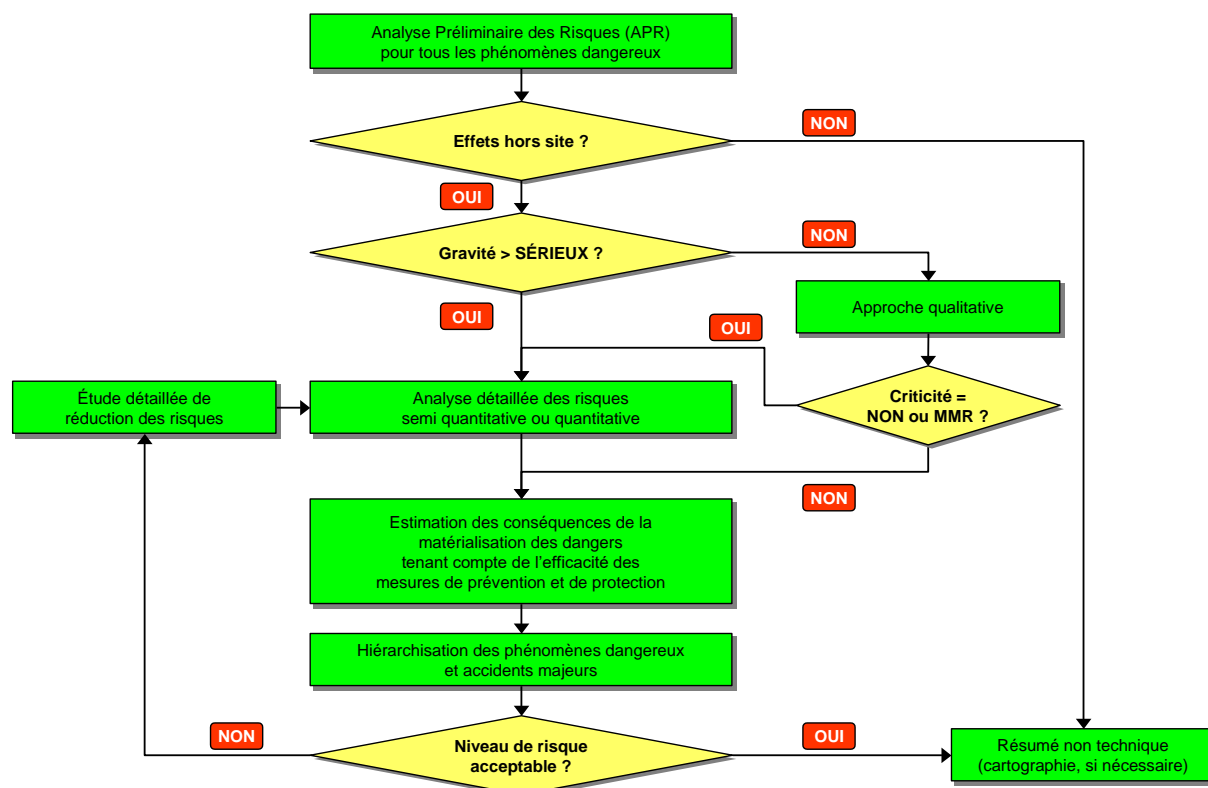 Analyse Préliminaire des Risques (APR)
pour tous les phénomènes dangereux
NON
Effets hors site ?
OUI
NON
Gravité > SÉRIEUX ?
Approche qualitative
OUI
OUI
Étude détaillée de
réduction des risques
Analyse détaillée des risques
semi quantitative ou quantitative
Criticité =
NON ou MMR ?
NON
Estimation des conséquences de la
matérialisation des dangers
tenant compte de l’efficacité des
mesures de prévention et de protection
Hiérarchisation des phénomènes dangereux
et accidents majeurs
NON
OUI
Niveau de risque
acceptable ?
Résumé non technique
(cartographie, si nécessaire)